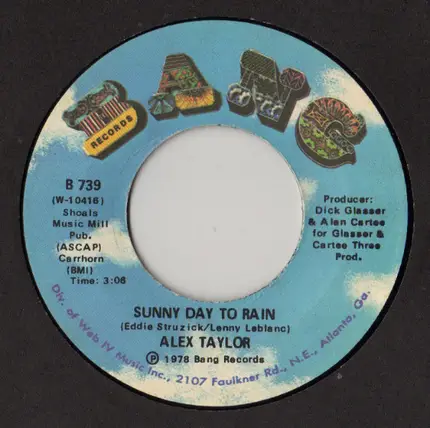 BANG
RECORDS
B 739
(W-10416)
Shoals
Music Mill
Pub.
(ASCAP)
Carrhorn
(BMI)
Time: 3:06
Producer:
Dick Glasser
& Alan Cartee
for Glasser &
Cartee Three
Prod.
SUNNY DAY TO RAIN
(Eddie Struzick/Lenny Leblanc)
ALEX TAYLOR
Ⓟ 1978 Bang Records
Div. of Web IV Music Inc., 2107 Faulkner Rd., N.E., Atlanta, Ga.